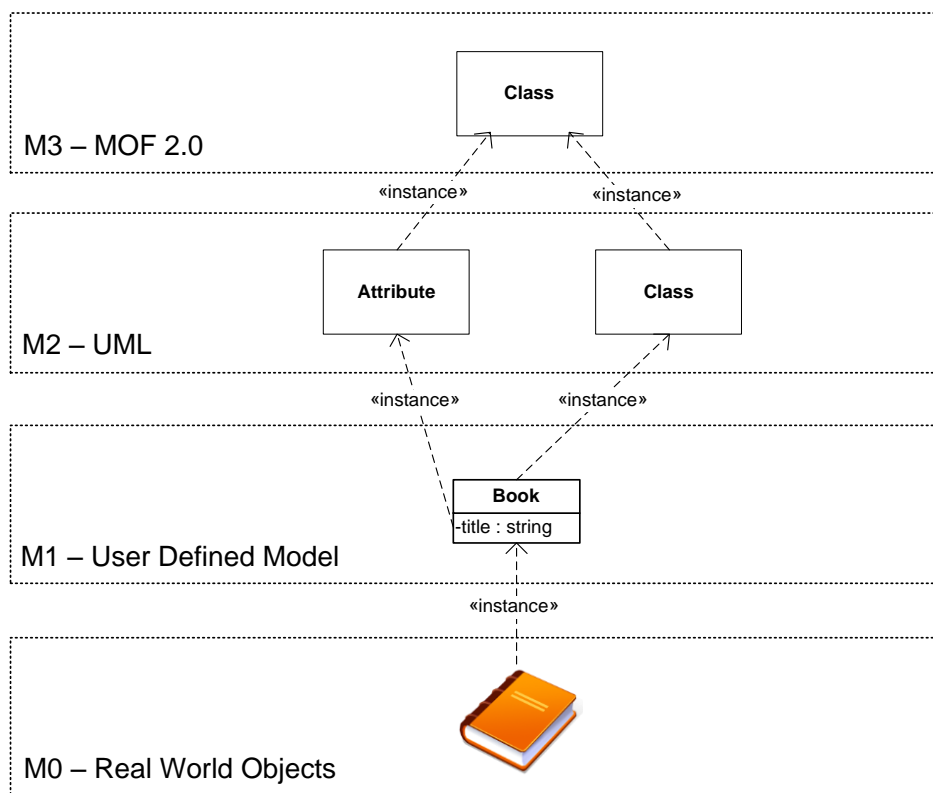 Class
M3 – MOF 2.0
«instance» «instance»
Attribute Class
M2 – UML
«instance» «instance»
Book
-title : string
M1 – User Defined Model
«instance»
M0 – Real World Objects